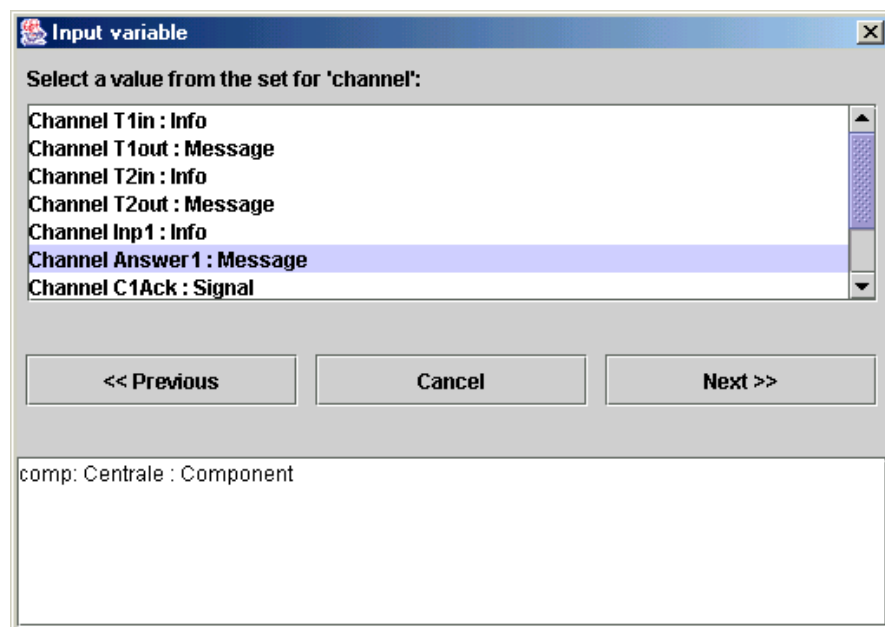 Input variable
Select a value from the set for 'channel':
Channel T1in : Info
Channel T1out : Message
Channel T2in : Info
Channel T2out : Message
Channel Inp1 : Info
Channel Answer1 : Message
Channel C1Ack : Signal
<< Previous
Cancel
Next >>
comp: Centrale : Component